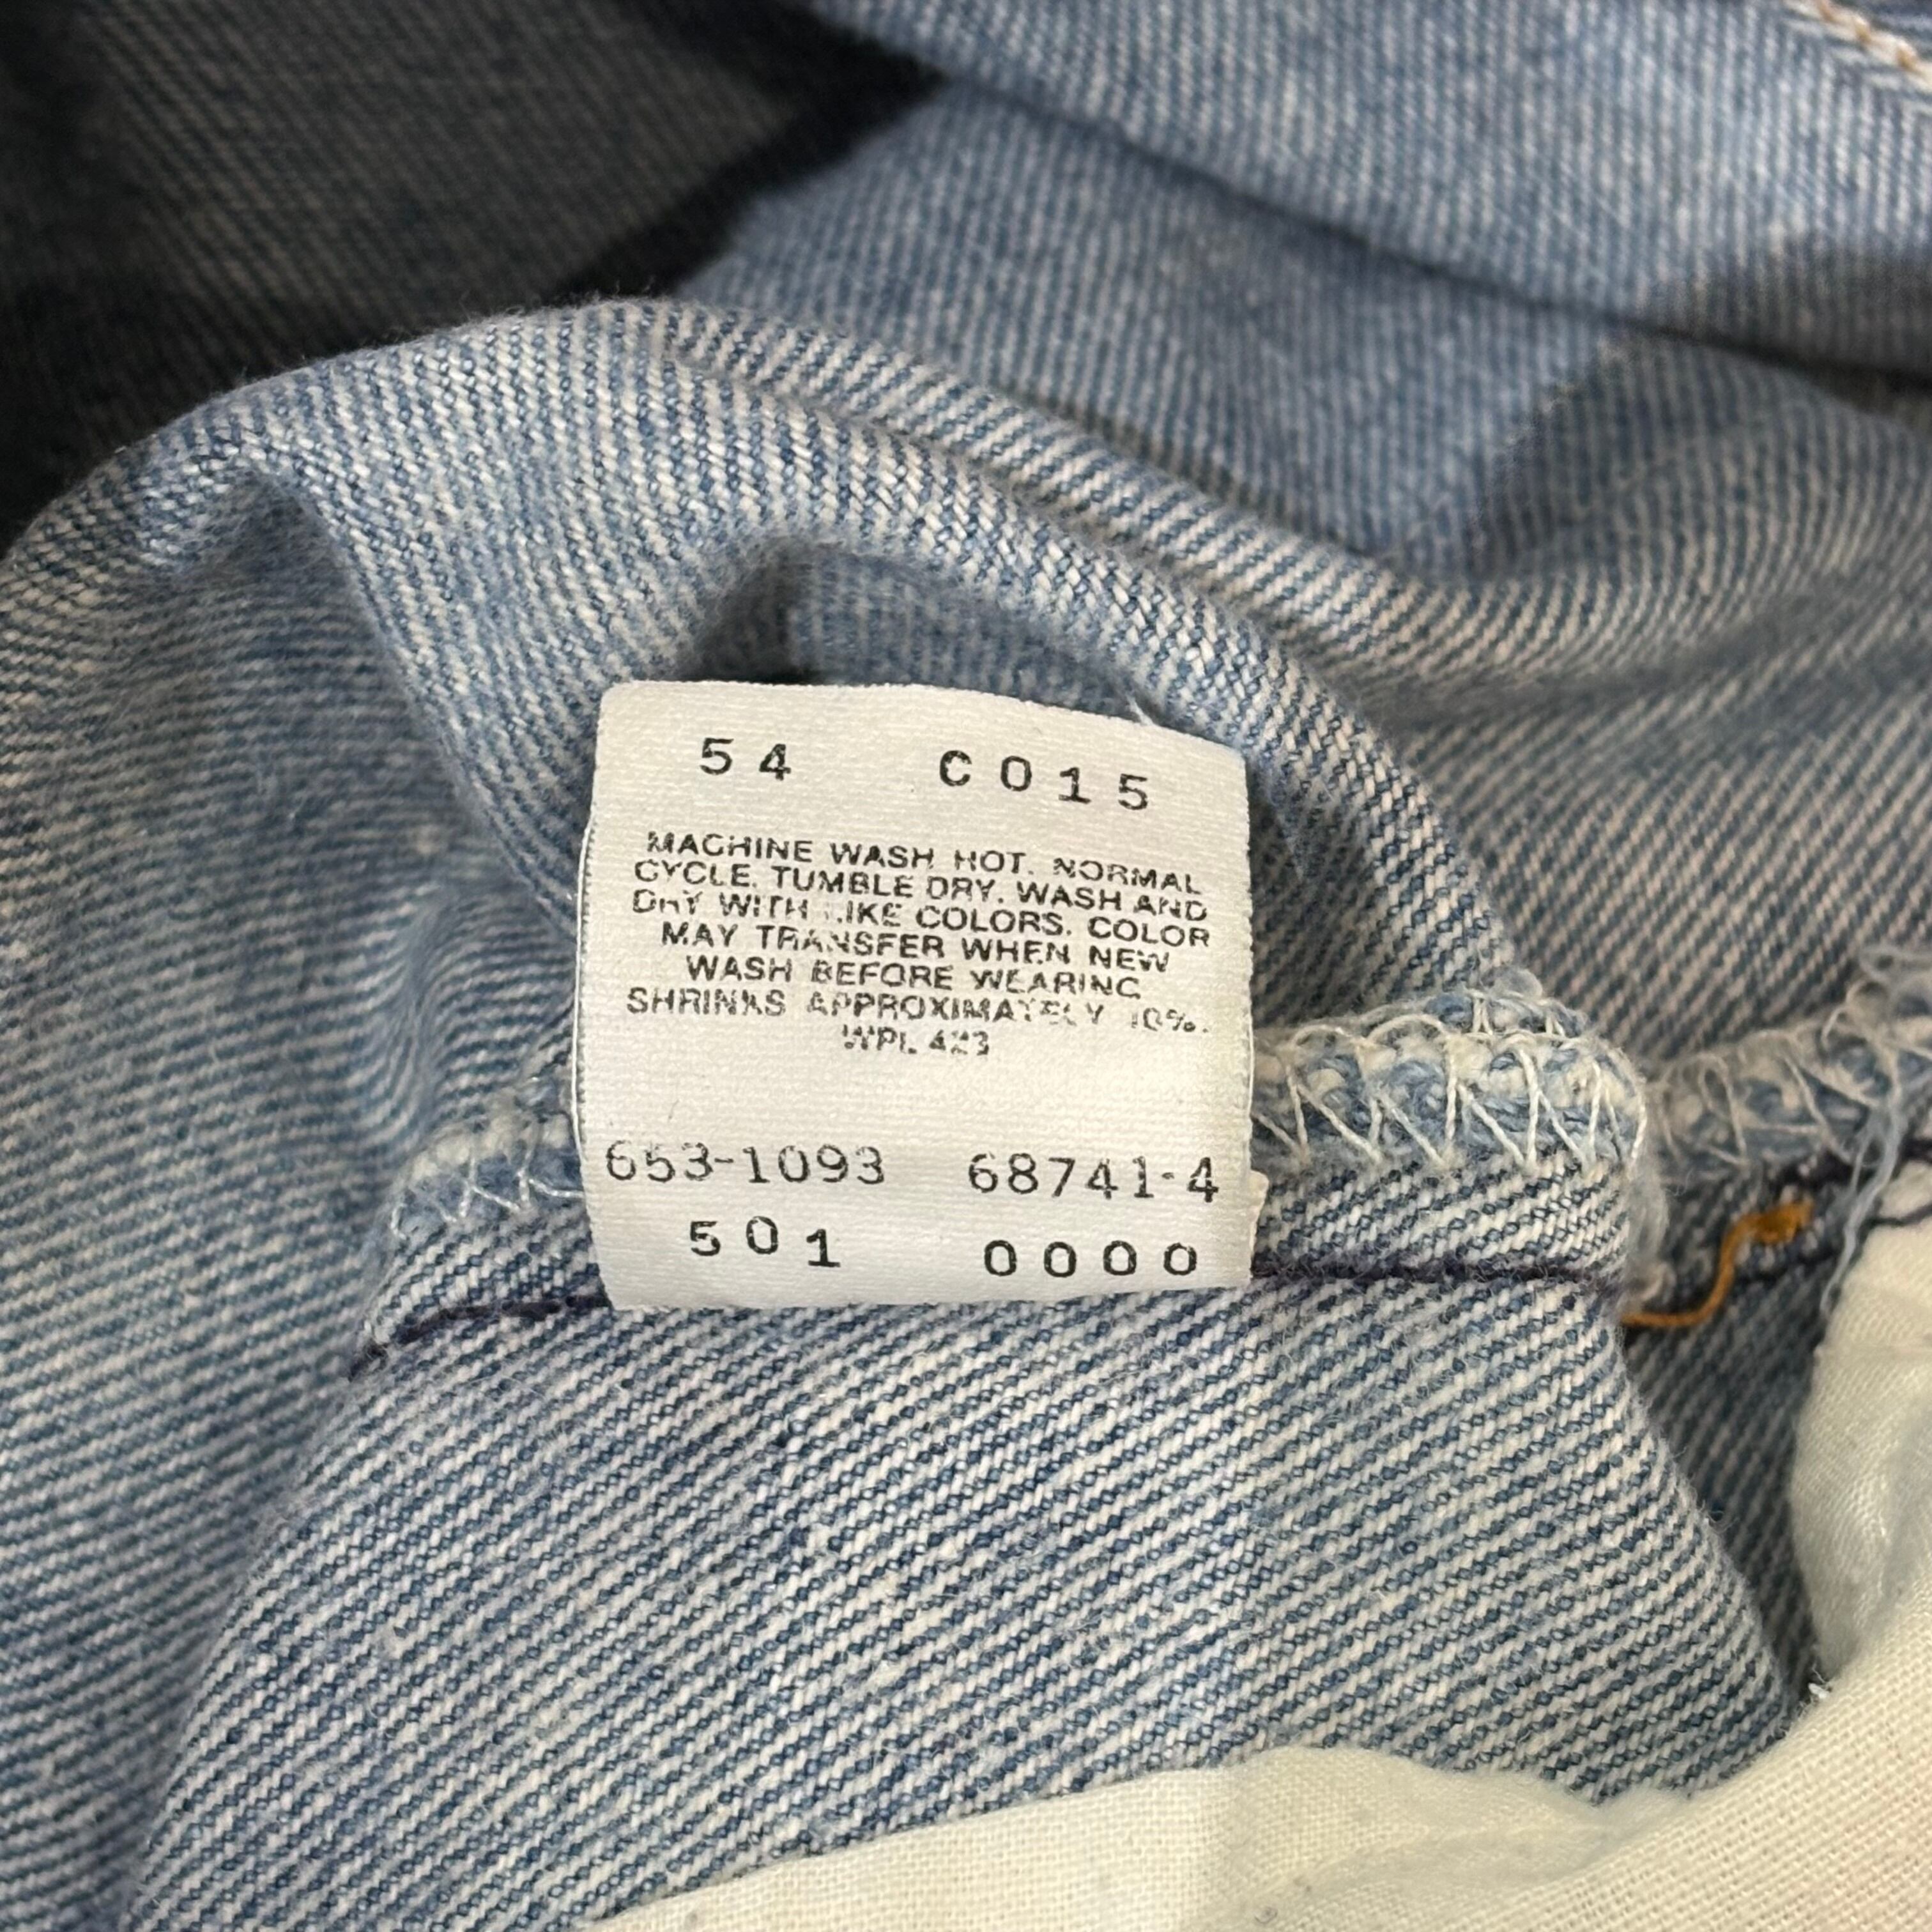 54 C015
MACHINE WASH HOT. NORMAL
CYCLE. TUMBLE DRY. WASH AND
DRY WITH LIKE COLORS. COLOR
MAY TRANSFER WHEN NEW
WASH BEFORE WEARING
SHRINKS APPROXIMATELY 10%.
WPL 423
653-1093 68741-4
501 0000